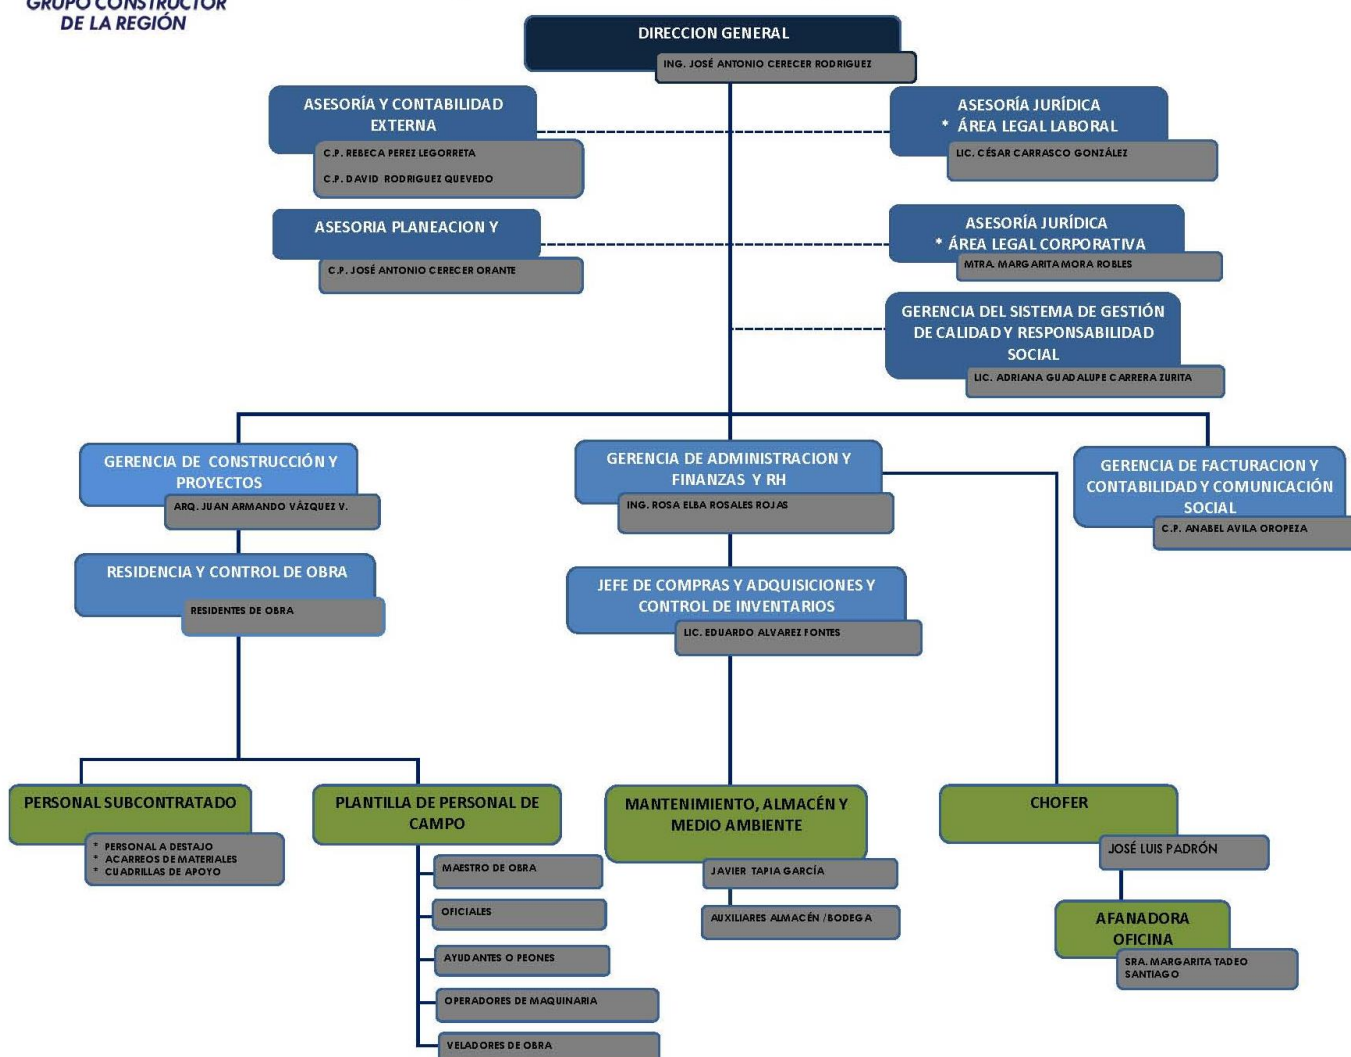 GRUPO CONSTRUCTOR
DE LA REGIÓN
DIRECCION GENERAL
ING. JOSÉ ANTONIO CERECER RODRIGUEZ
ASESORÍA Y CONTABILIDAD
EXTERNA
C.P. REBECA PEREZ LEGORRETA
C.P. DAVID RODRIGUEZ QUEVEDO
ASESORÍA JURÍDICA
* ÁREA LEGAL LABORAL
LIC. CÉSAR CARRASCO GONZÁLEZ
ASESORIA PLANEACION Y
C.P. JOSÉ ANTONIO CERECER ORANTE
ASESORÍA JURÍDICA
* ÁREA LEGAL CORPORATIVA
MTRA. MARGARITA MORA ROBLES
GERENCIA DEL SISTEMA DE GESTIÓN
DE CALIDAD Y RESPONSABILIDAD
SOCIAL
LIC. ADRIANA GUADALUPE CARRERA ZURITA
GERENCIA DE CONSTRUCCIÓN Y
PROYECTOS
ARQ. JUAN ARMANDO VÁZQUEZ V.
GERENCIA DE ADMINISTRACION Y
FINANZAS Y RH
ING. ROSA ELBA ROSALES ROJAS
GERENCIA DE FACTURACION Y
CONTABILIDAD Y COMUNICACIÓN
SOCIAL
C.P. ANABEL AVILA OROPEZA
RESIDENCIA Y CONTROL DE OBRA
RESIDENTES DE OBRA
JEFE DE COMPRAS Y ADQUISICIONES Y
CONTROL DE INVENTARIOS
LIC. EDUARDO ALVAREZ FONTES
PERSONAL SUBCONTRATADO
* PERSONAL A DESTAJO
* ACARREOS DE MATERIALES
* CUADRILLAS DE APOYO
PLANTILLA DE PERSONAL DE
CAMPO
MAESTRO DE OBRA
OFICIALES
AYUDANTES O PEONES
OPERADORES DE MAQUINARIA
VELADORES DE OBRA
MANTENIMIENTO, ALMACÉN Y
MEDIO AMBIENTE
JAVIER TAPIA GARCÍA
AUXILIARES ALMACÉN /BODEGA
CHOFER
JOSÉ LUIS PADRÓN
AFANADORA
OFICINA
SRA. MARGARITA TADEO
SANTIAGO